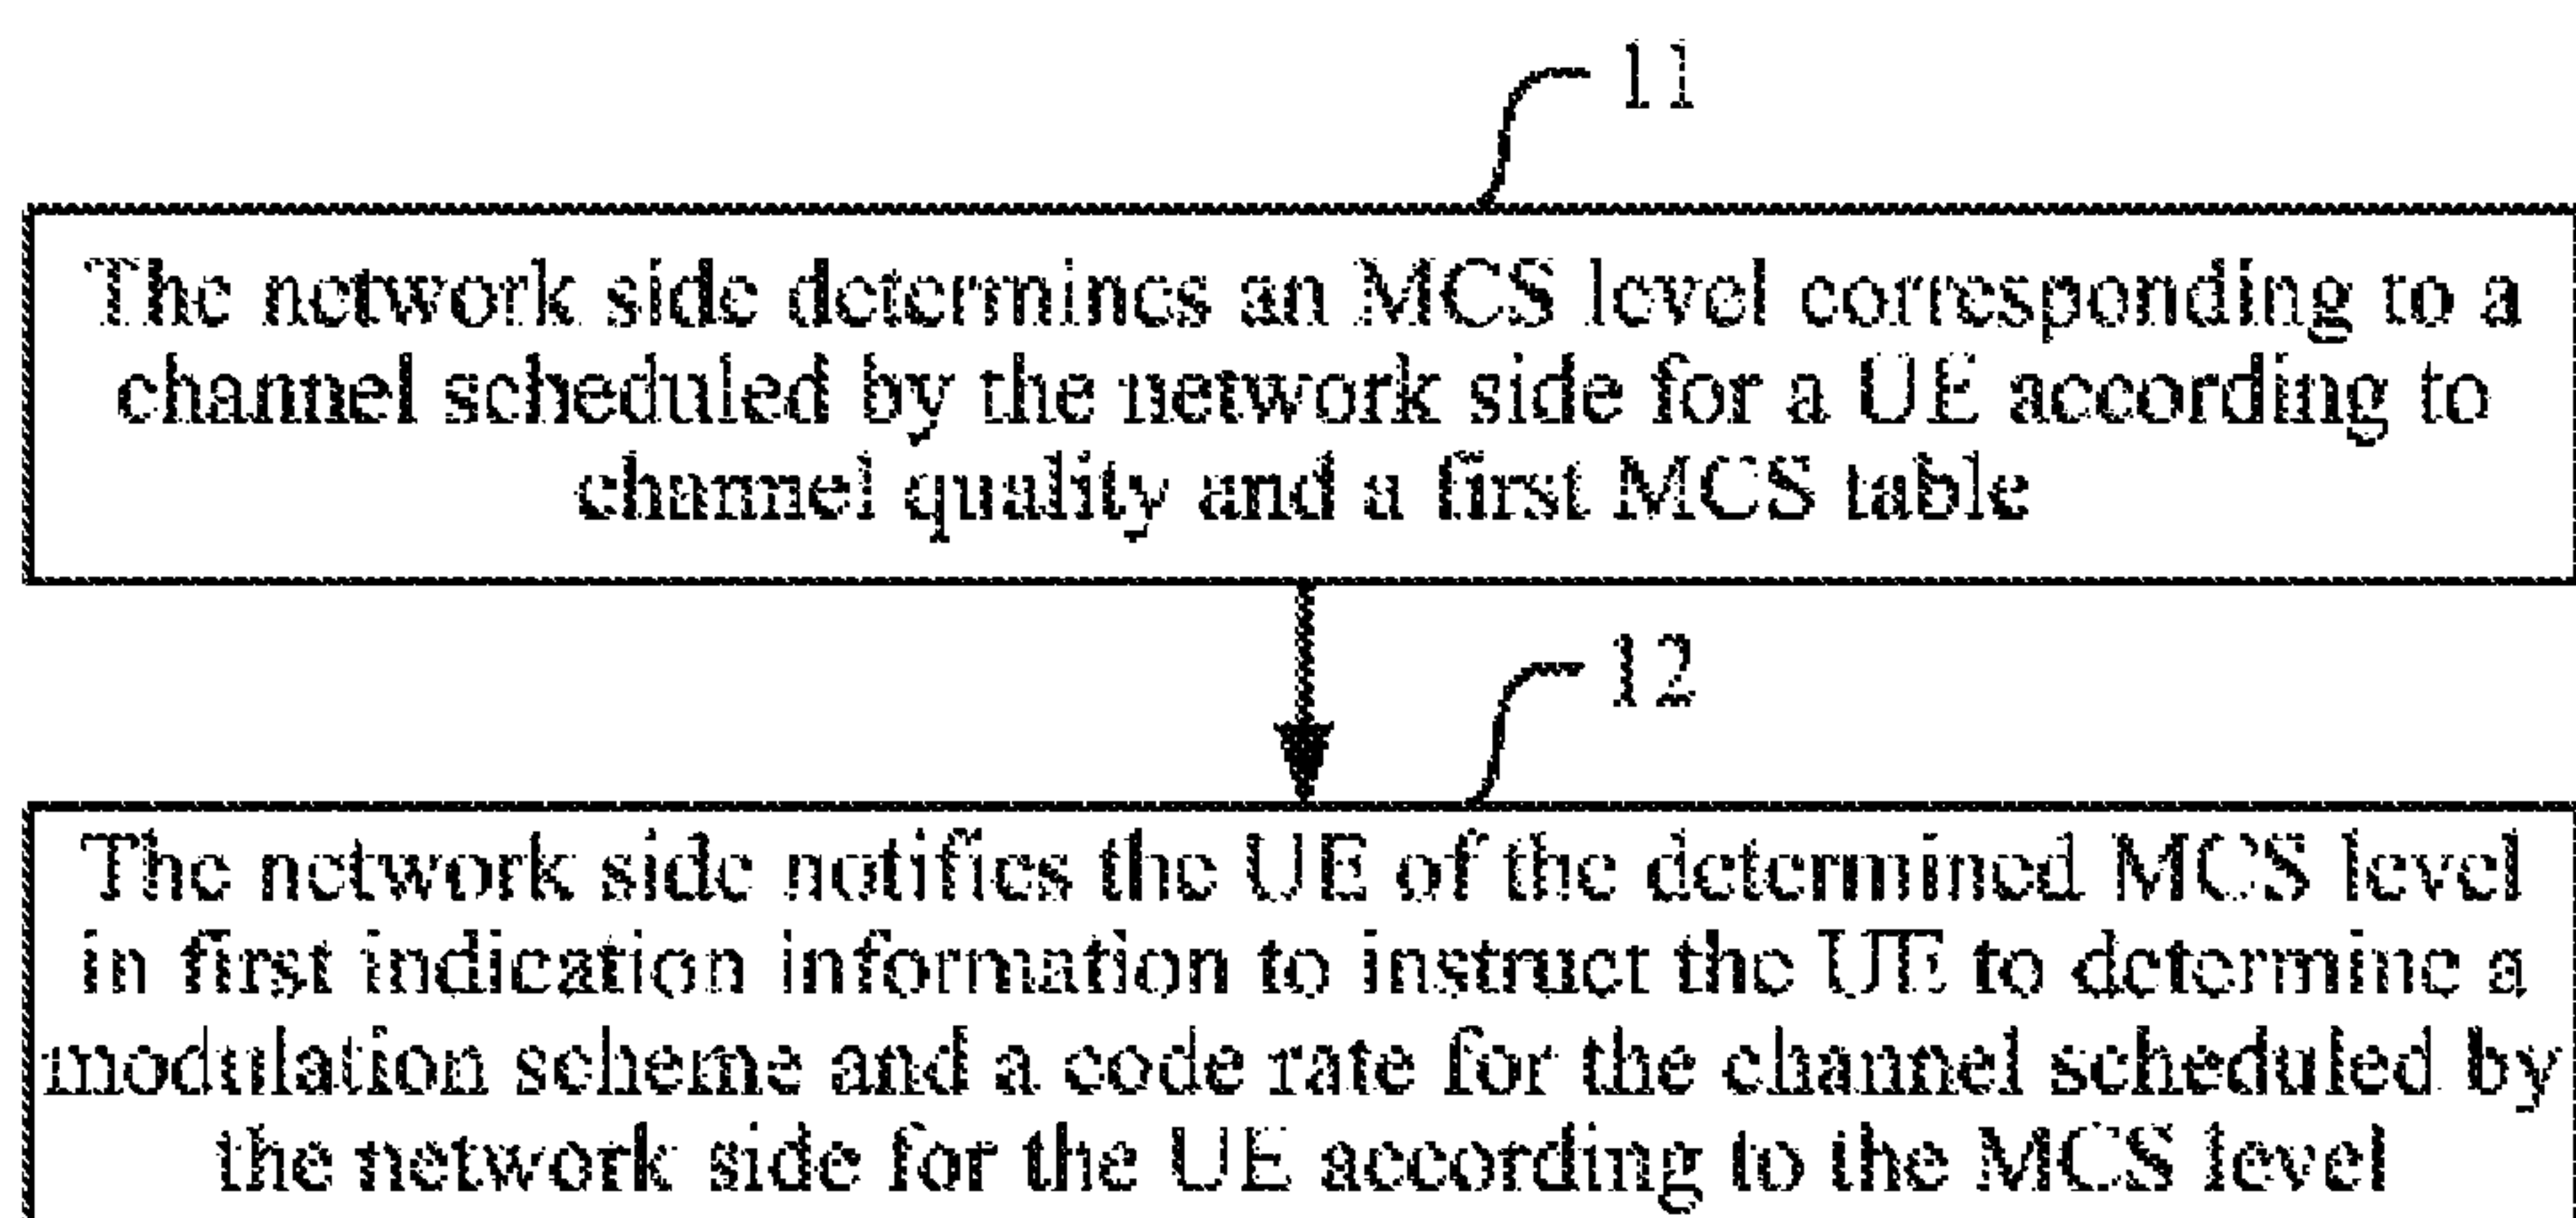 11
The network side determines an MCS level corresponding to a
channel scheduled by the network side for a UE according to
channel quality and a first MCS table
12
The network side notifies the UE of the determined MCS level
in first indication information to instruct the UE to determine a
modulation scheme and a code rate for the channel scheduled by
the network side for the UE according to the MCS level